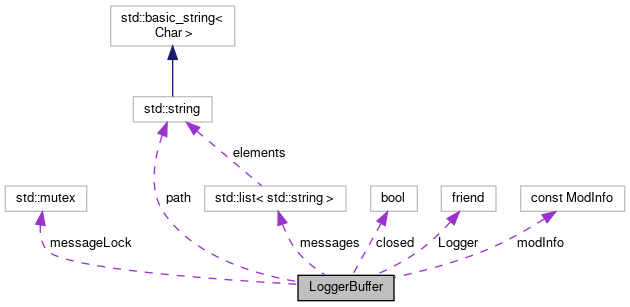 std::basic_string<
Char >
std::string
elements
path
std::mutex
std::list< std::string >
bool
friend
const ModInfo
messageLock
messages
closed
Logger
modInfo
LoggerBuffer